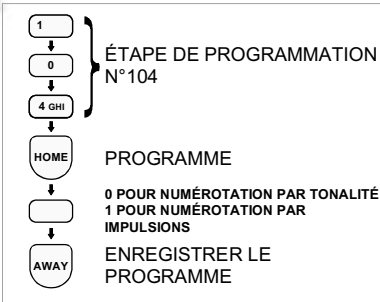 1
0
4 GHI
ÉTAPE DE PROGRAMMATION
N°104
HOME
PROGRAMME
0 POUR NUMÉROTATION PAR TONALITÉ
1 POUR NUMÉROTATION PAR
IMPULSIONS
AWAY
ENREGISTRER LE
PROGRAMME